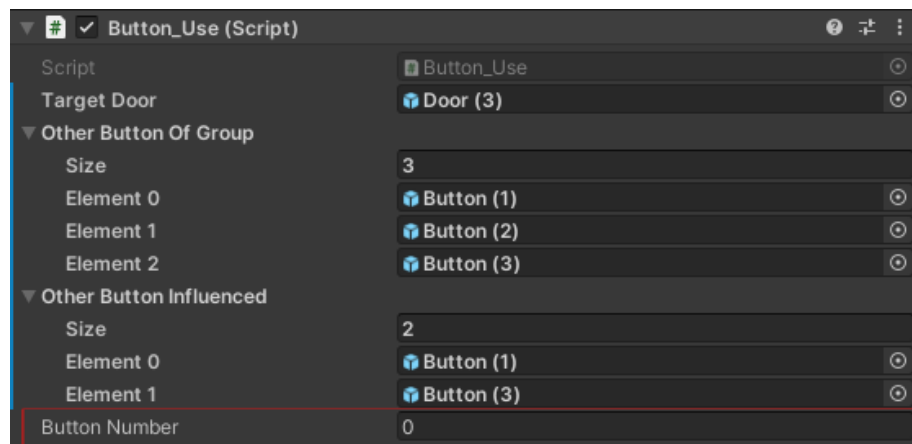 Button_Use (Script)
Script Button_Use
Target Door Door (3)
Other Button Of Group
Size 3
Element 0 Button (1)
Element 1 Button (2)
Element 2 Button (3)
Other Button Influenced
Size 2
Element 0 Button (1)
Element 1 Button (3)
Button Number 0